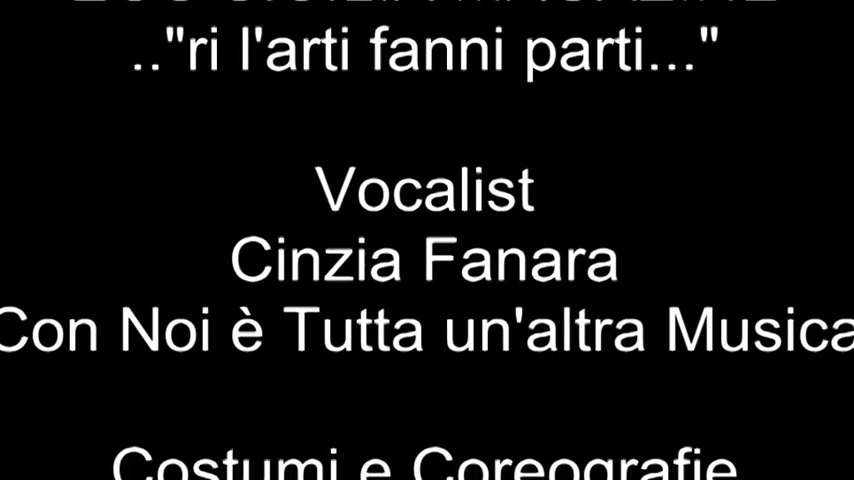 .."ri l'arti fanni parti..."
Vocalist
Cinzia Fanara
Con Noi è Tutta un'altra Musica
Costumi e Coreografie